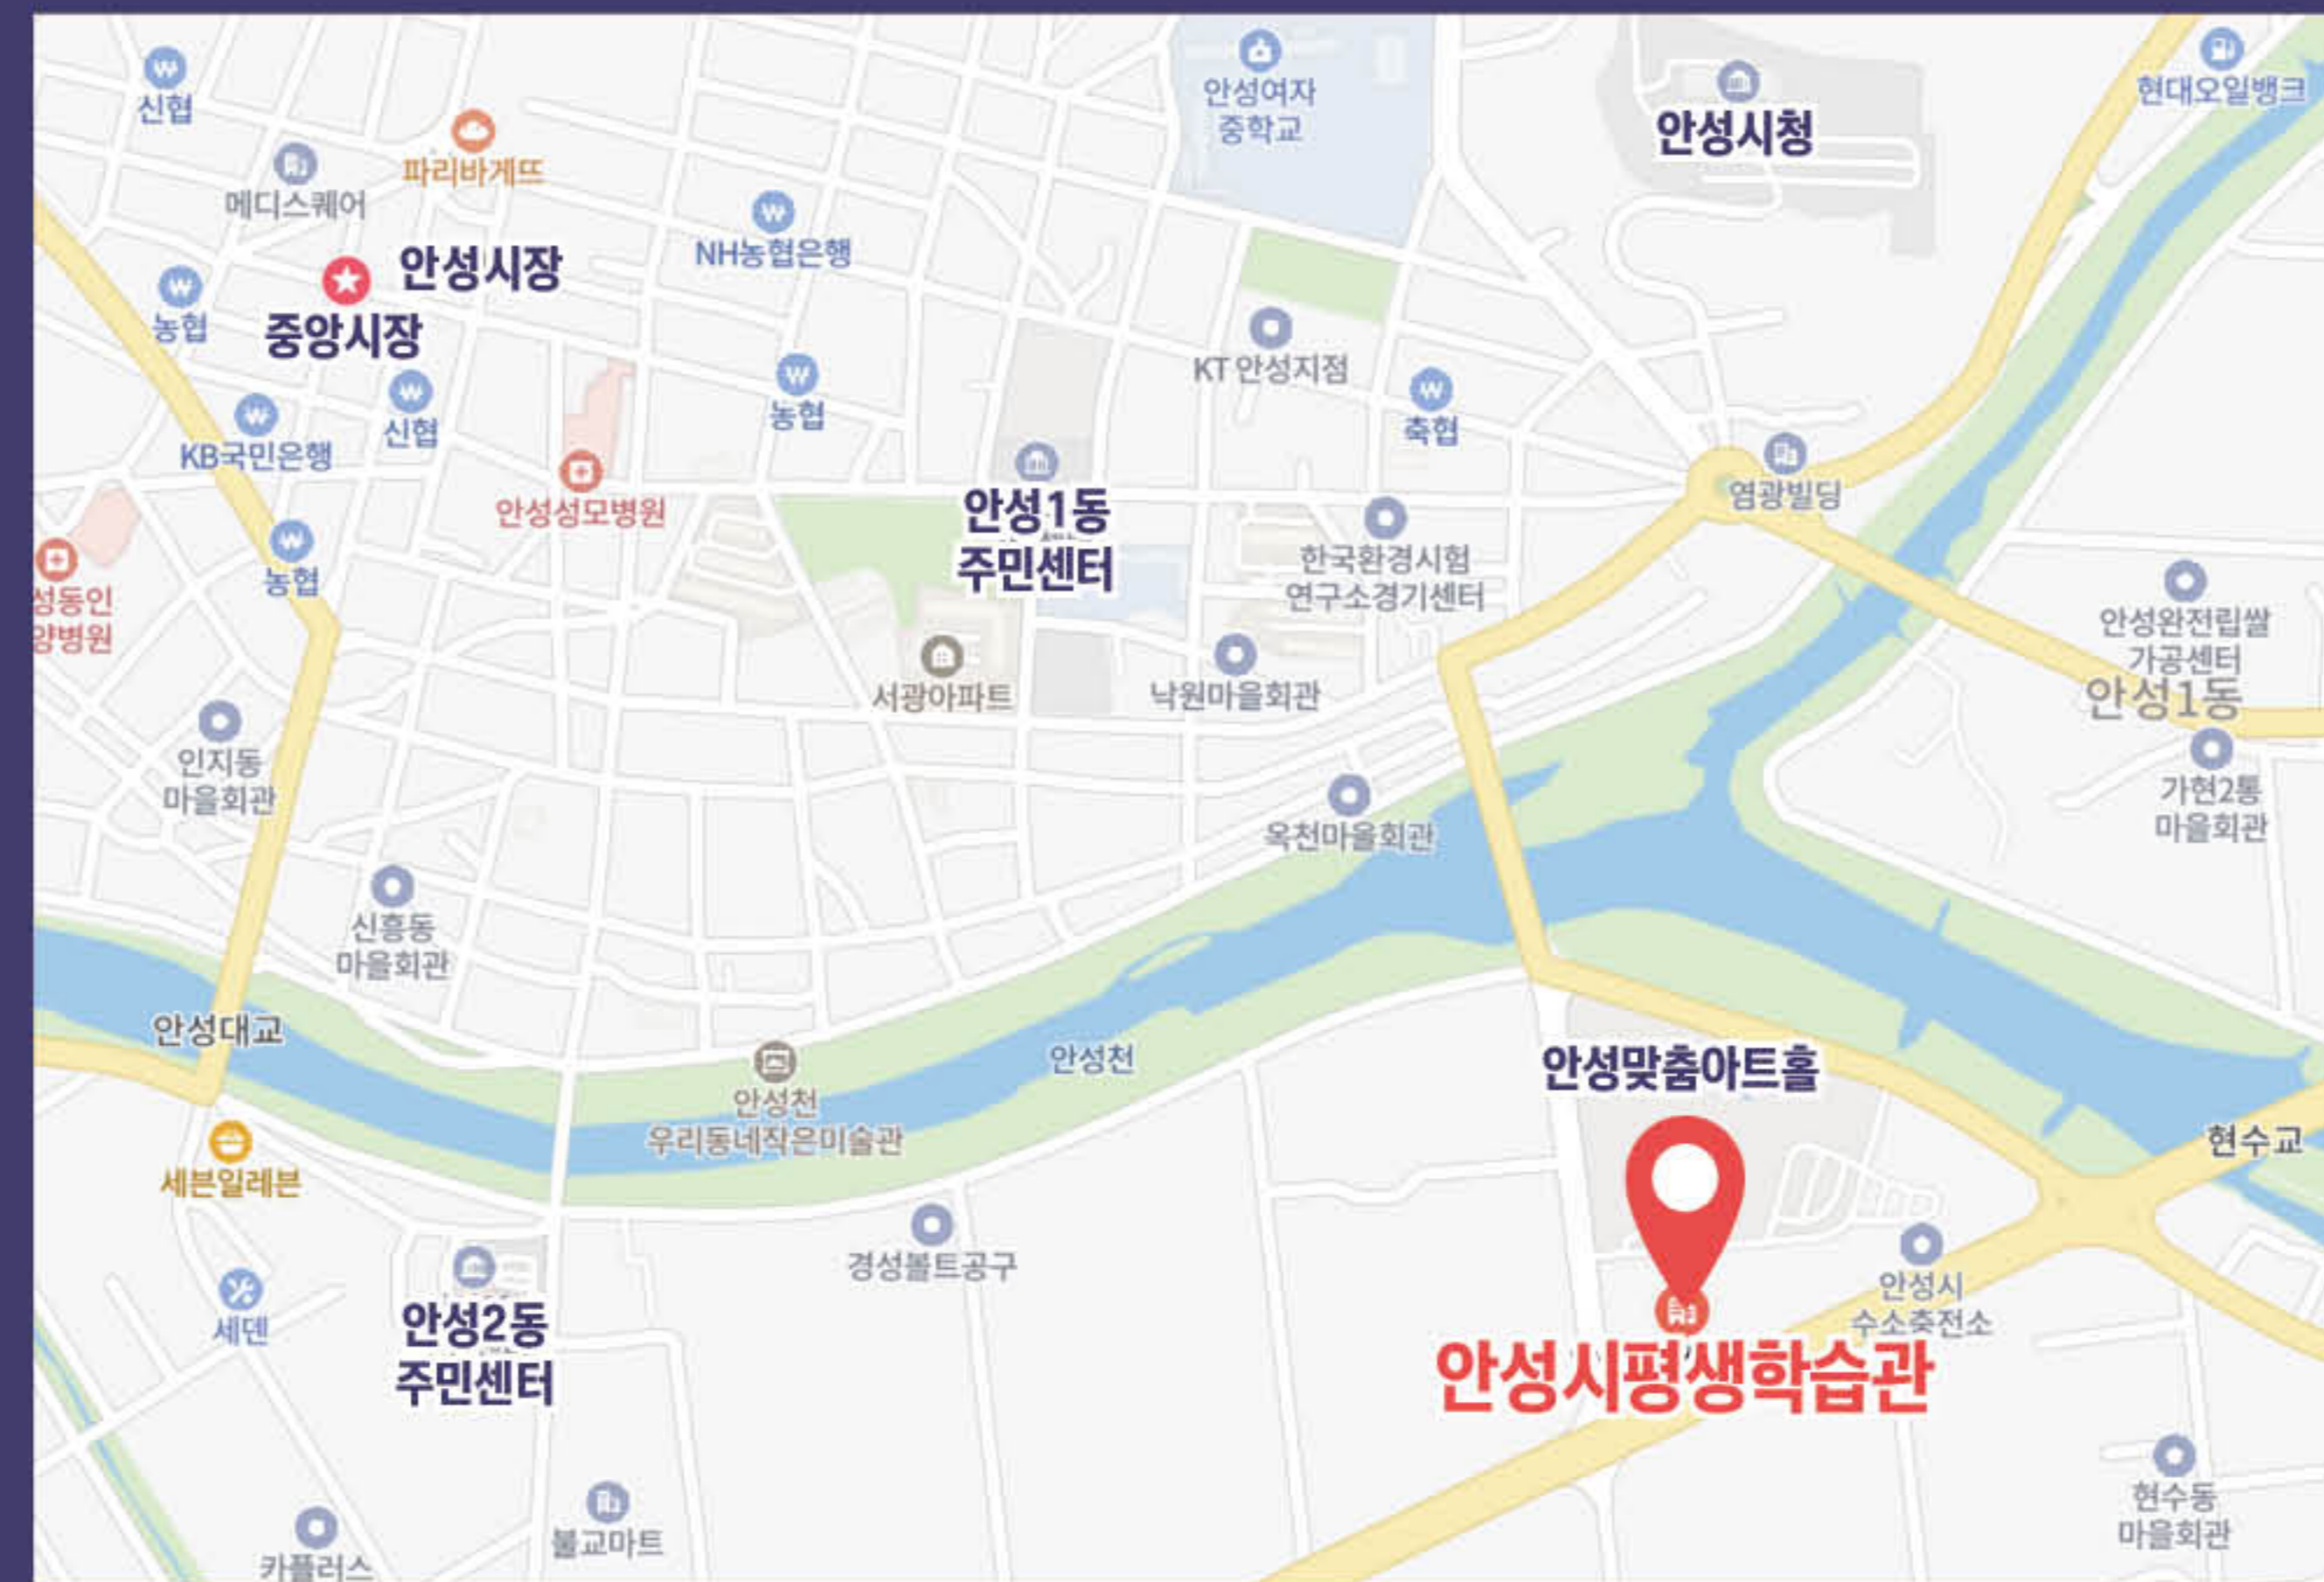 신협
안성여자
중학교
안성시청
현대오일뱅크
파리바게뜨
메디스퀘어
NH농협은행
안성시장
중앙시장
농협
KT 안성지점
신협
농협
축협
KB국민은행
안성성모병원
염광빌딩
안성1동
주민센터
한국환경시험
연구소경기센터
농협
성동인
양병원
안성완전립쌀
가공센터
안성1동
서광아파트
낙원마을회관
인지동
마을회관
가현2통
마을회관
옥천마을회관
신흥동
마을회관
안성대교
안성천
안성천
우리동네작은미술관
안성맞춤아트홀
현수교
세븐일레븐
경성볼트공구
세덴
안성2동
주민센터
안성시
수소충전소
안성시평생학습관
현수동
마을회관
불교마트
카플러스